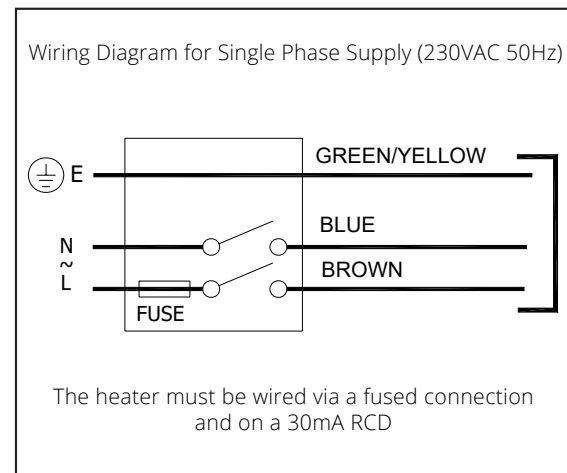 Wiring Diagram for Single Phase Supply (230VAC 50Hz)
E
GREEN/YELLOW
N
BLUE
~
L
BROWN
FUSE
The heater must be wired via a fused connection
and on a 30mA RCD